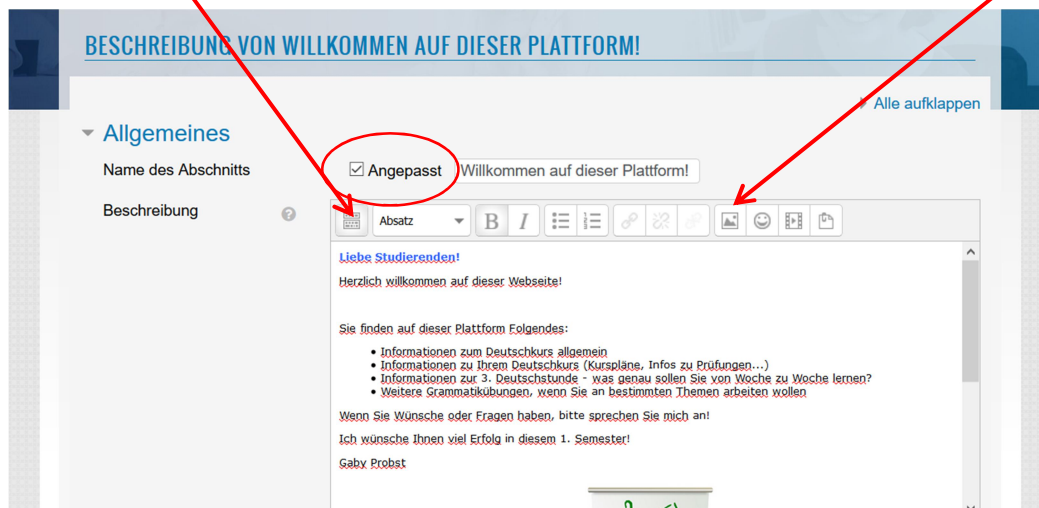 BESCHREIBUNG VON WILLKOMMEN AUF DIESER PLATTFORM!
Alle aufklappen
Allgemeines
Name des Abschnitts Angepasst Willkommen auf dieser Plattform!
Beschreibung Absatz B I
Liebe Studierenden!
Herzlich willkommen auf dieser Webseite!
Sie finden auf dieser Plattform Folgendes:
• Informationen zum Deutschkurs allgemein
• Informationen zu Ihrem Deutschkurs (Kurspläne, Infos zu Prüfungen...)
• Informationen zur 3. Deutschstunde - was genau sollen Sie von Woche zu Woche lernen?
• Weitere Grammatikübungen, wenn Sie an bestimmten Themen arbeiten wollen
Wenn Sie Wünsche oder Fragen haben, bitte sprechen Sie mich an!
Ich wünsche Ihnen viel Erfolg in diesem 1. Semester!
Gaby Probst